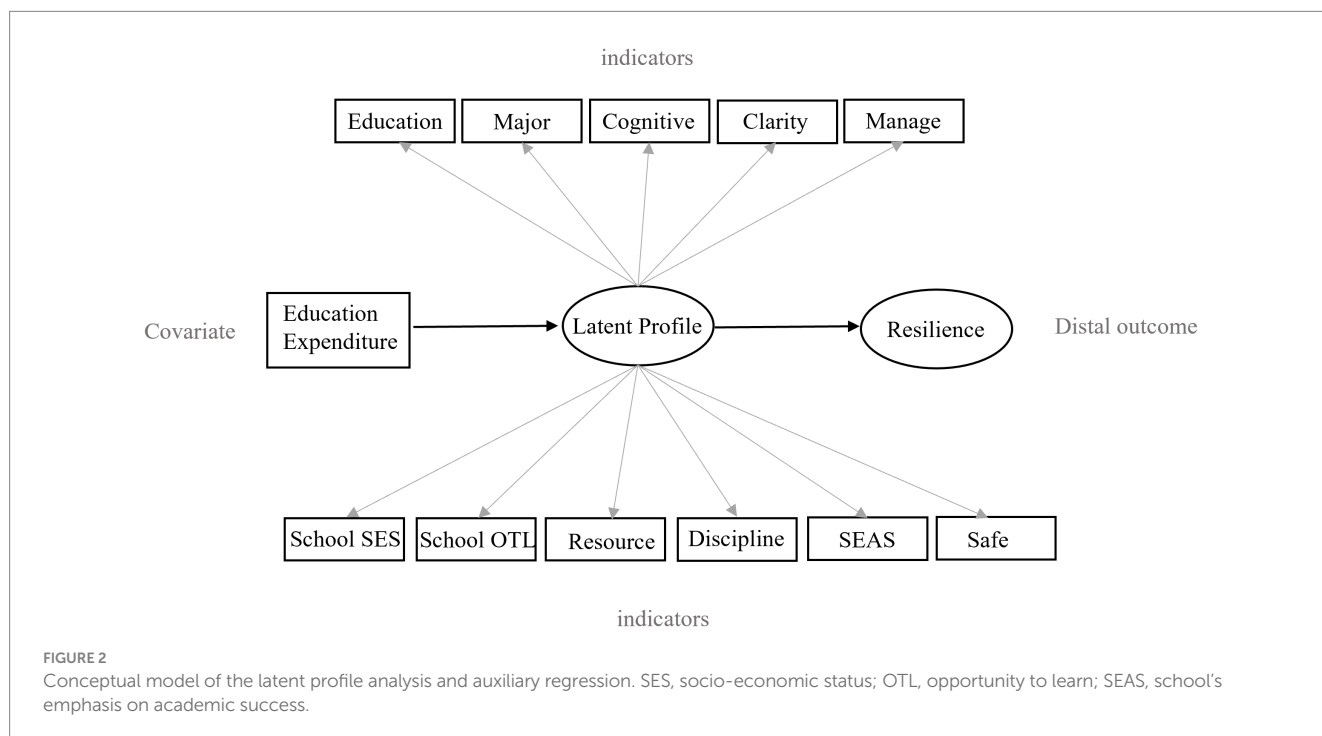 indicators
Education Major Cognitive Clarity Manage
Covariate
Education
Expenditure
Latent Profile
Resilience
Distal outcome
School SES School OTL Resource Discipline SEAS Safe
indicators
FIGURE 2
Conceptual model of the latent profile analysis and auxiliary regression. SES, socio-economic status; OTL, opportunity to learn; SEAS, school’s
emphasis on academic success.